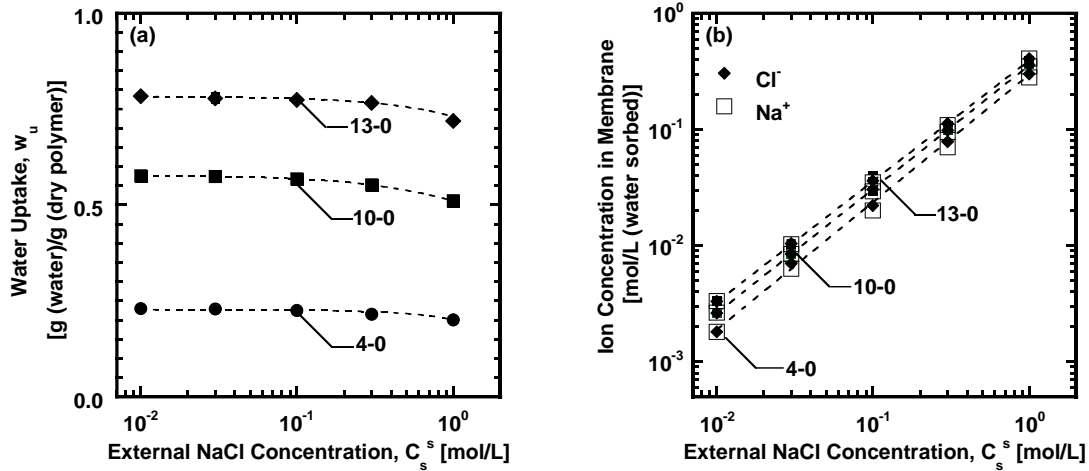 (a)
1.0
0.5
0.0
Water Uptake, w_u
[g (water)/g (dry polymer)]
13-0
10-0
4-0
10^-2
10^-1
10^0
External NaCl Concentration, C_s^s [mol/L]
(b)
10^0
10^-1
10^-2
10^-3
Ion Concentration in Membrane
[mol/L (water sorbed)]
Cl^-
Na^+
13-0
10-0
4-0
10^-2
10^-1
10^0
External NaCl Concentration, C_s^s [mol/L]